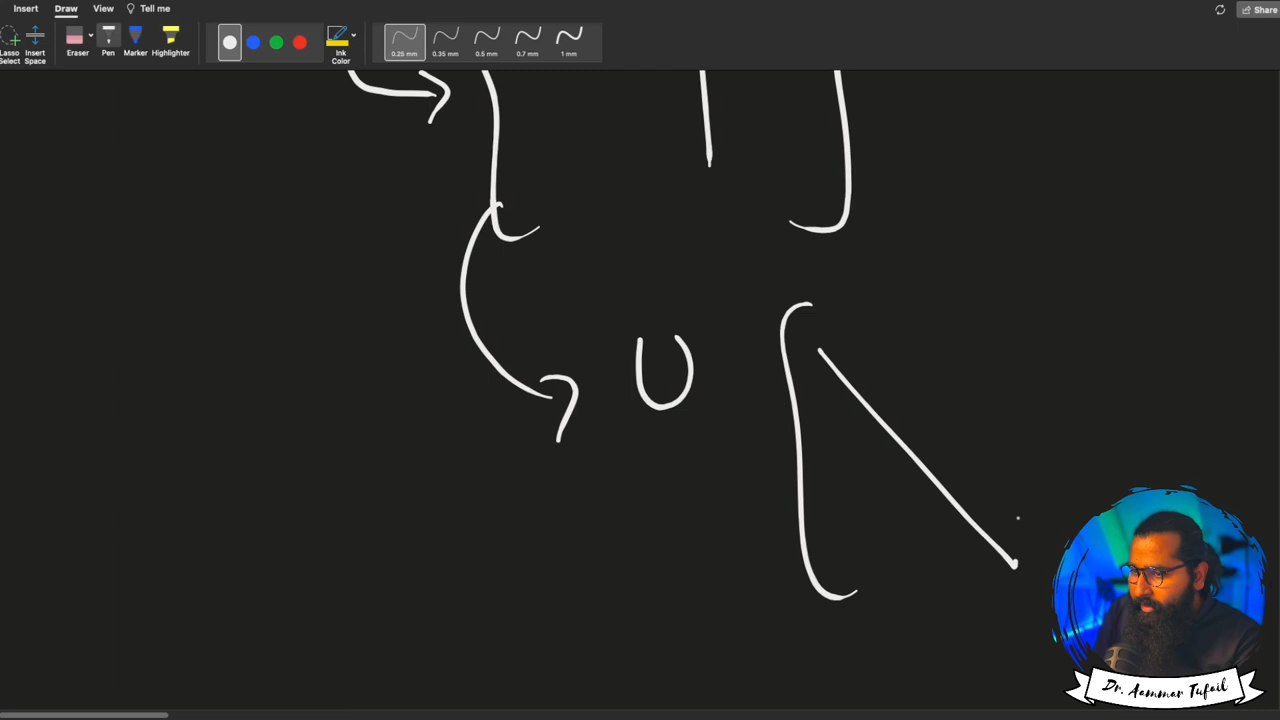 Insert Draw View Tell me Share
Lasso Select Insert Space Eraser Pen Marker Highlighter Ink Color 0.25 mm 0.35 mm 0.5 mm 0.7 mm 1 mm
U
Dr. Aammar Tufail